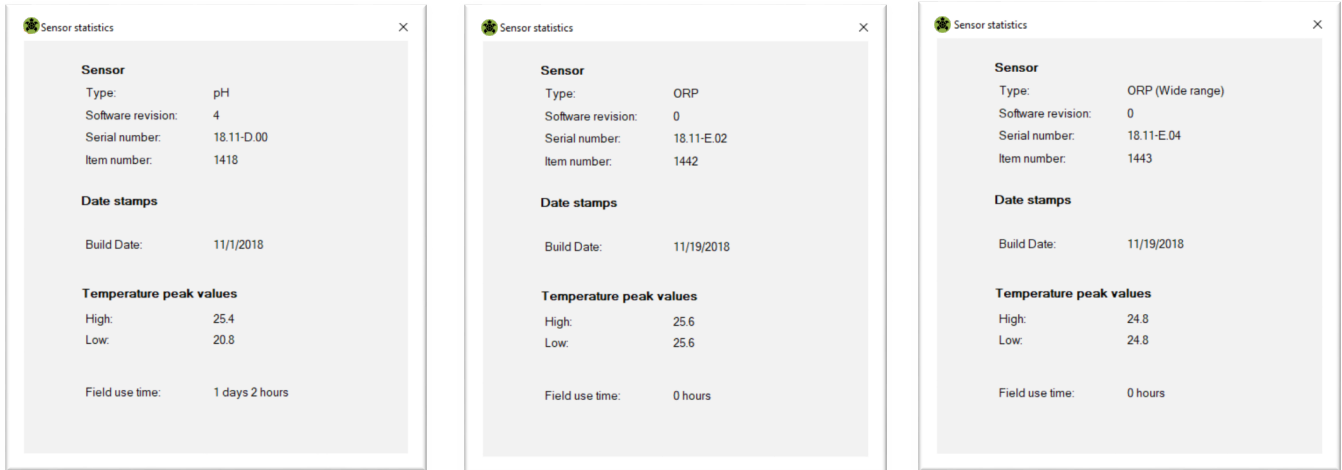 Sensor statistics
Sensor
Type: pH
Software revision: 4
Serial number: 18.11-D.00
Item number: 1418
Date stamps
Build Date: 11/1/2018
Temperature peak values
High: 25.4
Low: 20.8
Field use time: 1 days 2 hours
Sensor statistics
Sensor
Type: ORP
Software revision: 0
Serial number: 18.11-E.02
Item number: 1442
Date stamps
Build Date: 11/19/2018
Temperature peak values
High: 25.6
Low: 25.6
Field use time: 0 hours
Sensor statistics
Sensor
Type: ORP (Wide range)
Software revision: 0
Serial number: 18.11-E.04
Item number: 1443
Date stamps
Build Date: 11/19/2018
Temperature peak values
High: 24.8
Low: 24.8
Field use time: 0 hours